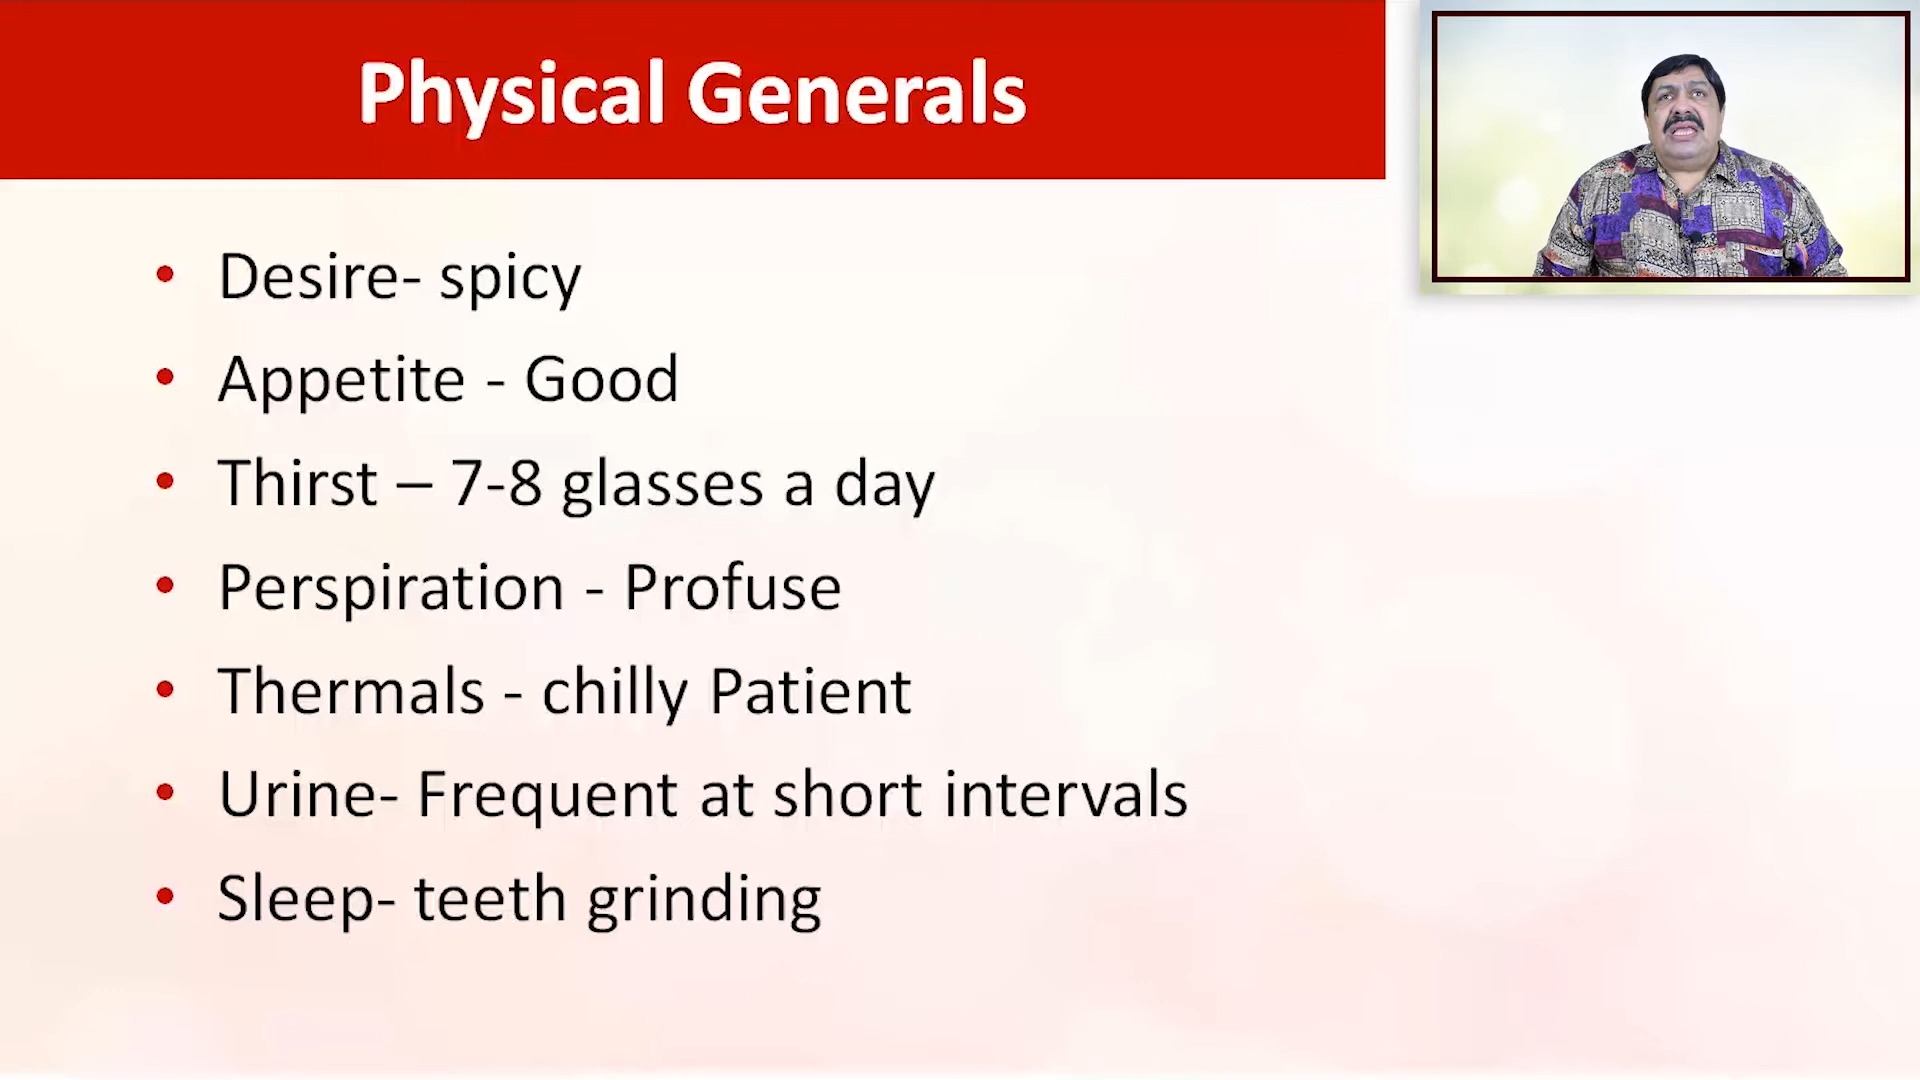 Physical Generals
• Desire- spicy
• Appetite - Good
• Thirst – 7-8 glasses a day
• Perspiration - Profuse
• Thermals - chilly Patient
• Urine- Frequent at short intervals
• Sleep- teeth grinding